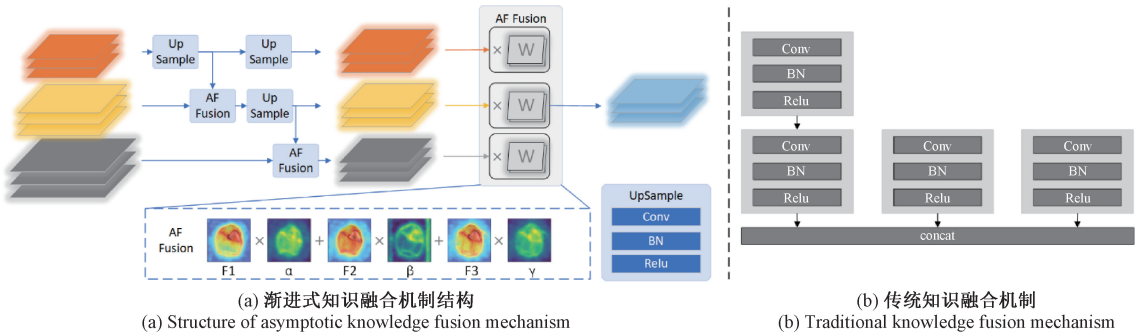 Up
Sample
Up
Sample
AF
Fusion
Up
Sample
AF
Fusion
AF Fusion
× W
× W
× W
AF
Fusion
× + × + ×
F1 α F2 β F3 γ
UpSample
Conv
BN
Relu
(a) 渐进式知识融合机制结构
(a) Structure of asymptotic knowledge fusion mechanism
Conv
BN
Relu
Conv
BN
Relu
Conv
BN
Relu
Conv
BN
Relu
concat
(b) 传统知识融合机制
(b) Traditional knowledge fusion mechanism